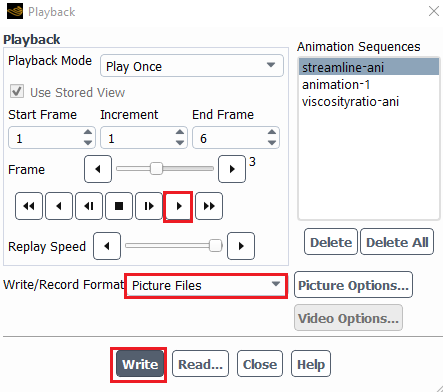 Playback
Playback
Playback Mode Play Once
Use Stored View
Start Frame Increment End Frame
1 1 6
Frame 3
Replay Speed
Write/Record Format Picture Files
Animation Sequences
streamline-ani
animation-1
viscosityratio-ani
Delete Delete All
Picture Options...
Video Options...
Write Read... Close Help